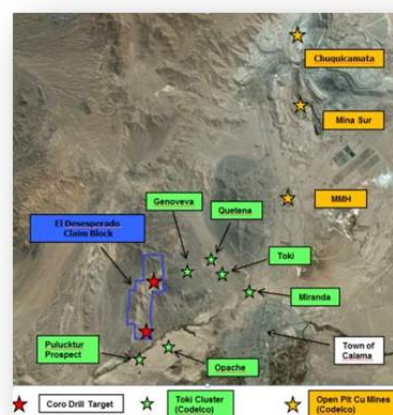 Chuquicamata
Mina Sur
Genoveva
Quetena
MMH
El Desesperado
Claim Block
Toki
Miranda
Pulucktur
Prospect
Opache
Town of
Calama
Coro Drill Target
Toki Cluster
(Codelco)
Open Pit Cu Mines
(Codelco)